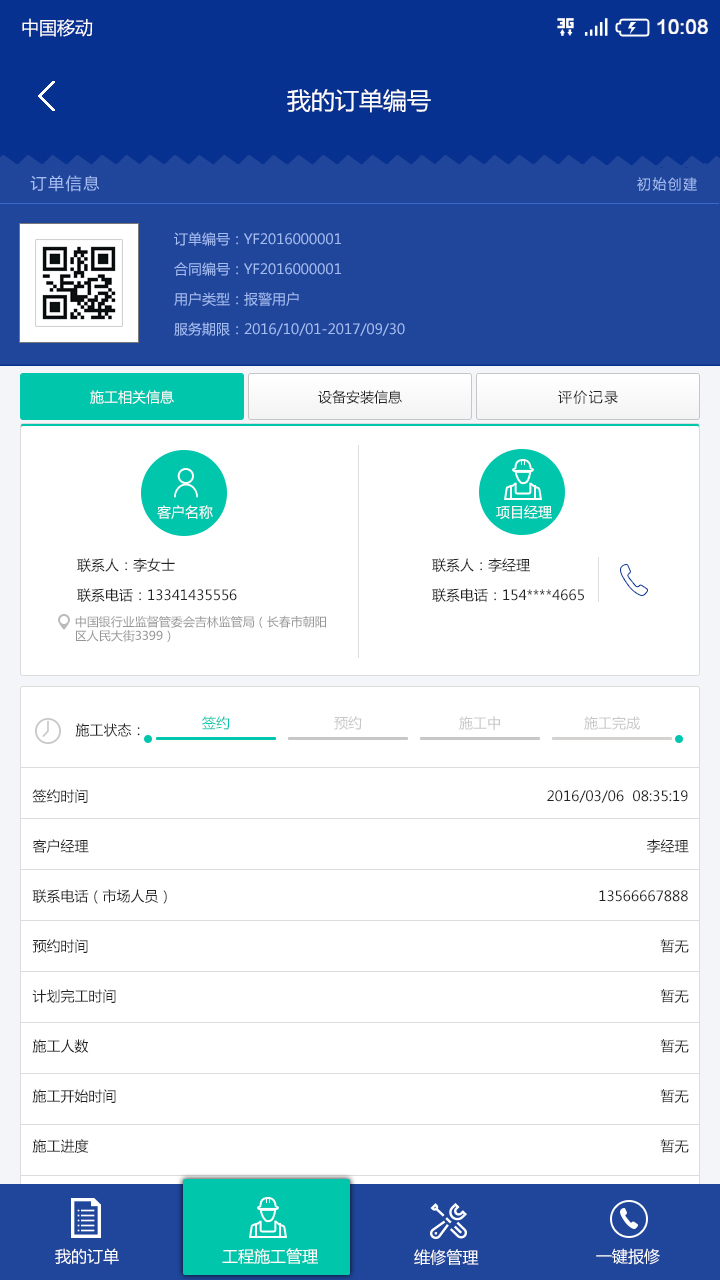 中国移动
3G 10:08
我的订单编号
订单信息
初始创建
订单编号：YF2016000001
合同编号：YF2016000001
用户类型：报警用户
服务期限：2016/10/01-2017/09/30
施工相关信息
设备安装信息
评价记录
客户名称
联系人：李女士
联系电话：13341435556
中国银行业监督管委会吉林监管局（长春市朝阳
区人民大街3399）
项目经理
联系人：李经理
联系电话：154****4665
施工状态：
签约
预约
施工中
施工完成
签约时间 2016/03/06 08:35:19
客户经理 李经理
联系电话（市场人员） 13566667888
预约时间 暂无
计划完工时间 暂无
施工人数 暂无
施工开始时间 暂无
施工进度 暂无
我的订单
工程施工管理
维修管理
一键报修